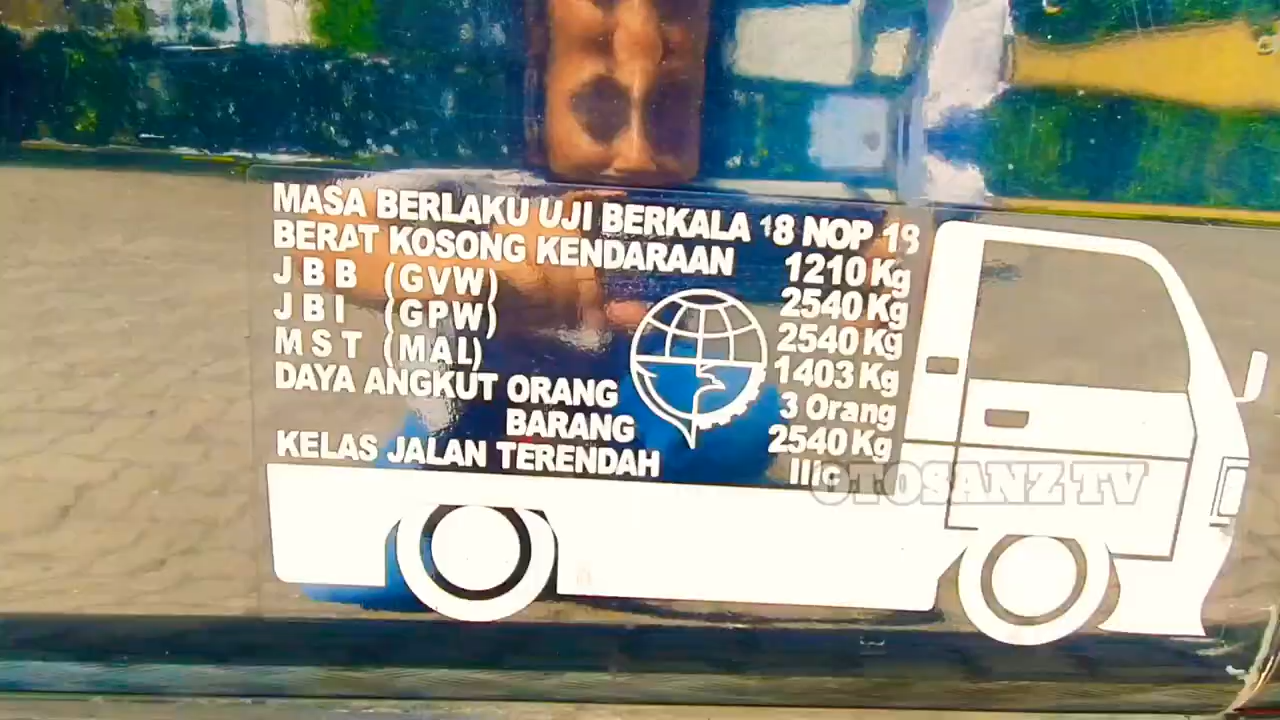 MASA BERLAKU UJI BERKALA 18 NOP 19
BERAT KOSONG KENDARAAN 1210 Kg
J B B (GVW) 2540 Kg
J B I (GPW) 2540 Kg
M S T (MAL) 1403 Kg
DAYA ANGKUT ORANG 3 Orang
BARANG 2540 Kg
KELAS JALAN TERENDAH IIIc
OTOSANZ TV